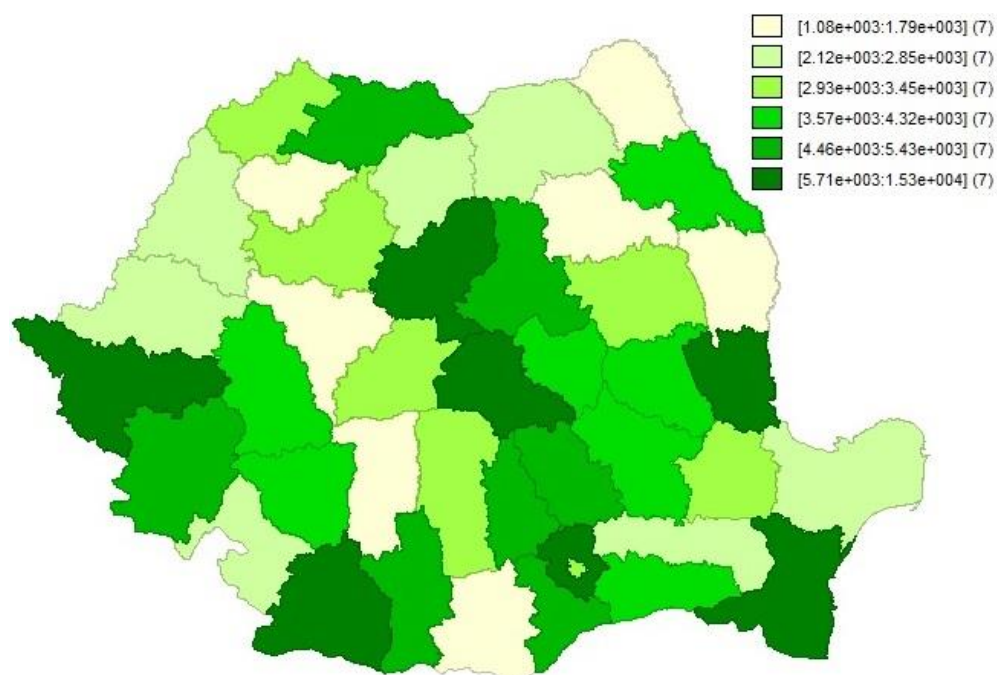 [1.08e+003:1.79e+003] (7)
[2.12e+003:2.85e+003] (7)
[2.93e+003:3.45e+003] (7)
[3.57e+003:4.32e+003] (7)
[4.46e+003:5.43e+003] (7)
[5.71e+003:1.53e+004] (7)